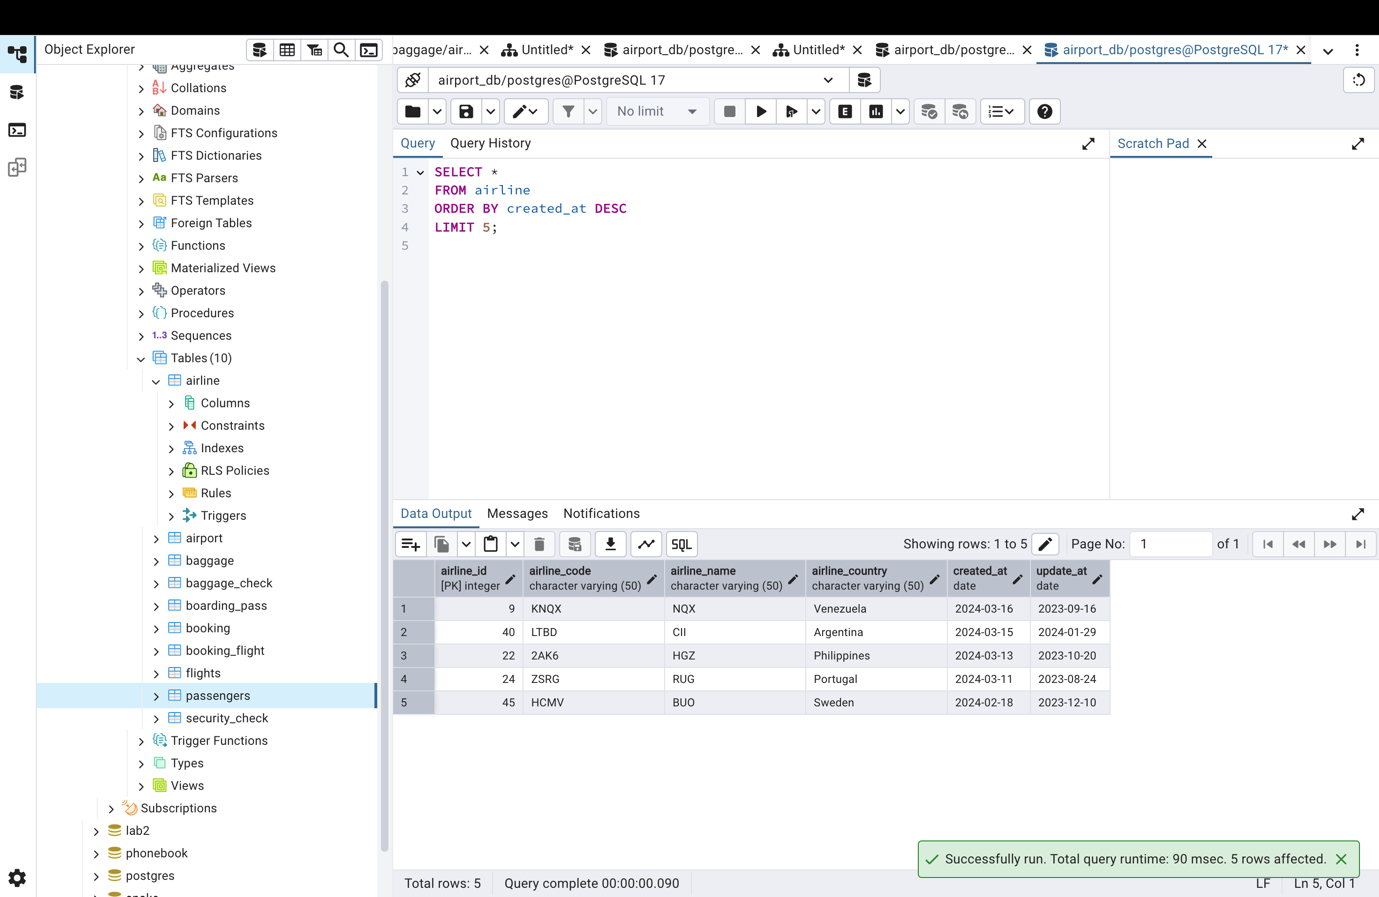 Object Explorer
Aggregates
Collations
Domains
FTS Configurations
FTS Dictionaries
Aa FTS Parsers
FTS Templates
Foreign Tables
Functions
Materialized Views
Operators
Procedures
1..3 Sequences
Tables (10)
airline
Columns
Constraints
Indexes
RLS Policies
Rules
Triggers
airport
baggage
baggage_check
boarding_pass
booking
booking_flight
flights
passengers
security_check
Trigger Functions
Types
Views
Subscriptions
lab2
phonebook
postgres
baggage/air... Untitled* airport_db/postgre... Untitled* airport_db/postgre... airport_db/postgres@PostgreSQL 17*
airport_db/postgres@PostgreSQL 17
No limit E
Query Query History
Scratch Pad
1 SELECT *
2 FROM airline
3 ORDER BY created_at DESC
4 LIMIT 5;
5
Data Output Messages Notifications
SQL Showing rows: 1 to 5 Page No: 1 of 1
airline_id airline_code airline_name airline_country created_at update_at
[PK] integer character varying (50) character varying (50) character varying (50) date date
1 9 KNQX NQX Venezuela 2024-03-16 2023-09-16
2 40 LTBD CII Argentina 2024-03-15 2024-01-29
3 22 2AK6 HGZ Philippines 2024-03-13 2023-10-20
4 24 ZSRG RUG Portugal 2024-03-11 2023-08-24
5 45 HCMV BUO Sweden 2024-02-18 2023-12-10
Successfully run. Total query runtime: 90 msec. 5 rows affected.
Total rows: 5 Query complete 00:00:00.090 LF Ln 5, Col 1